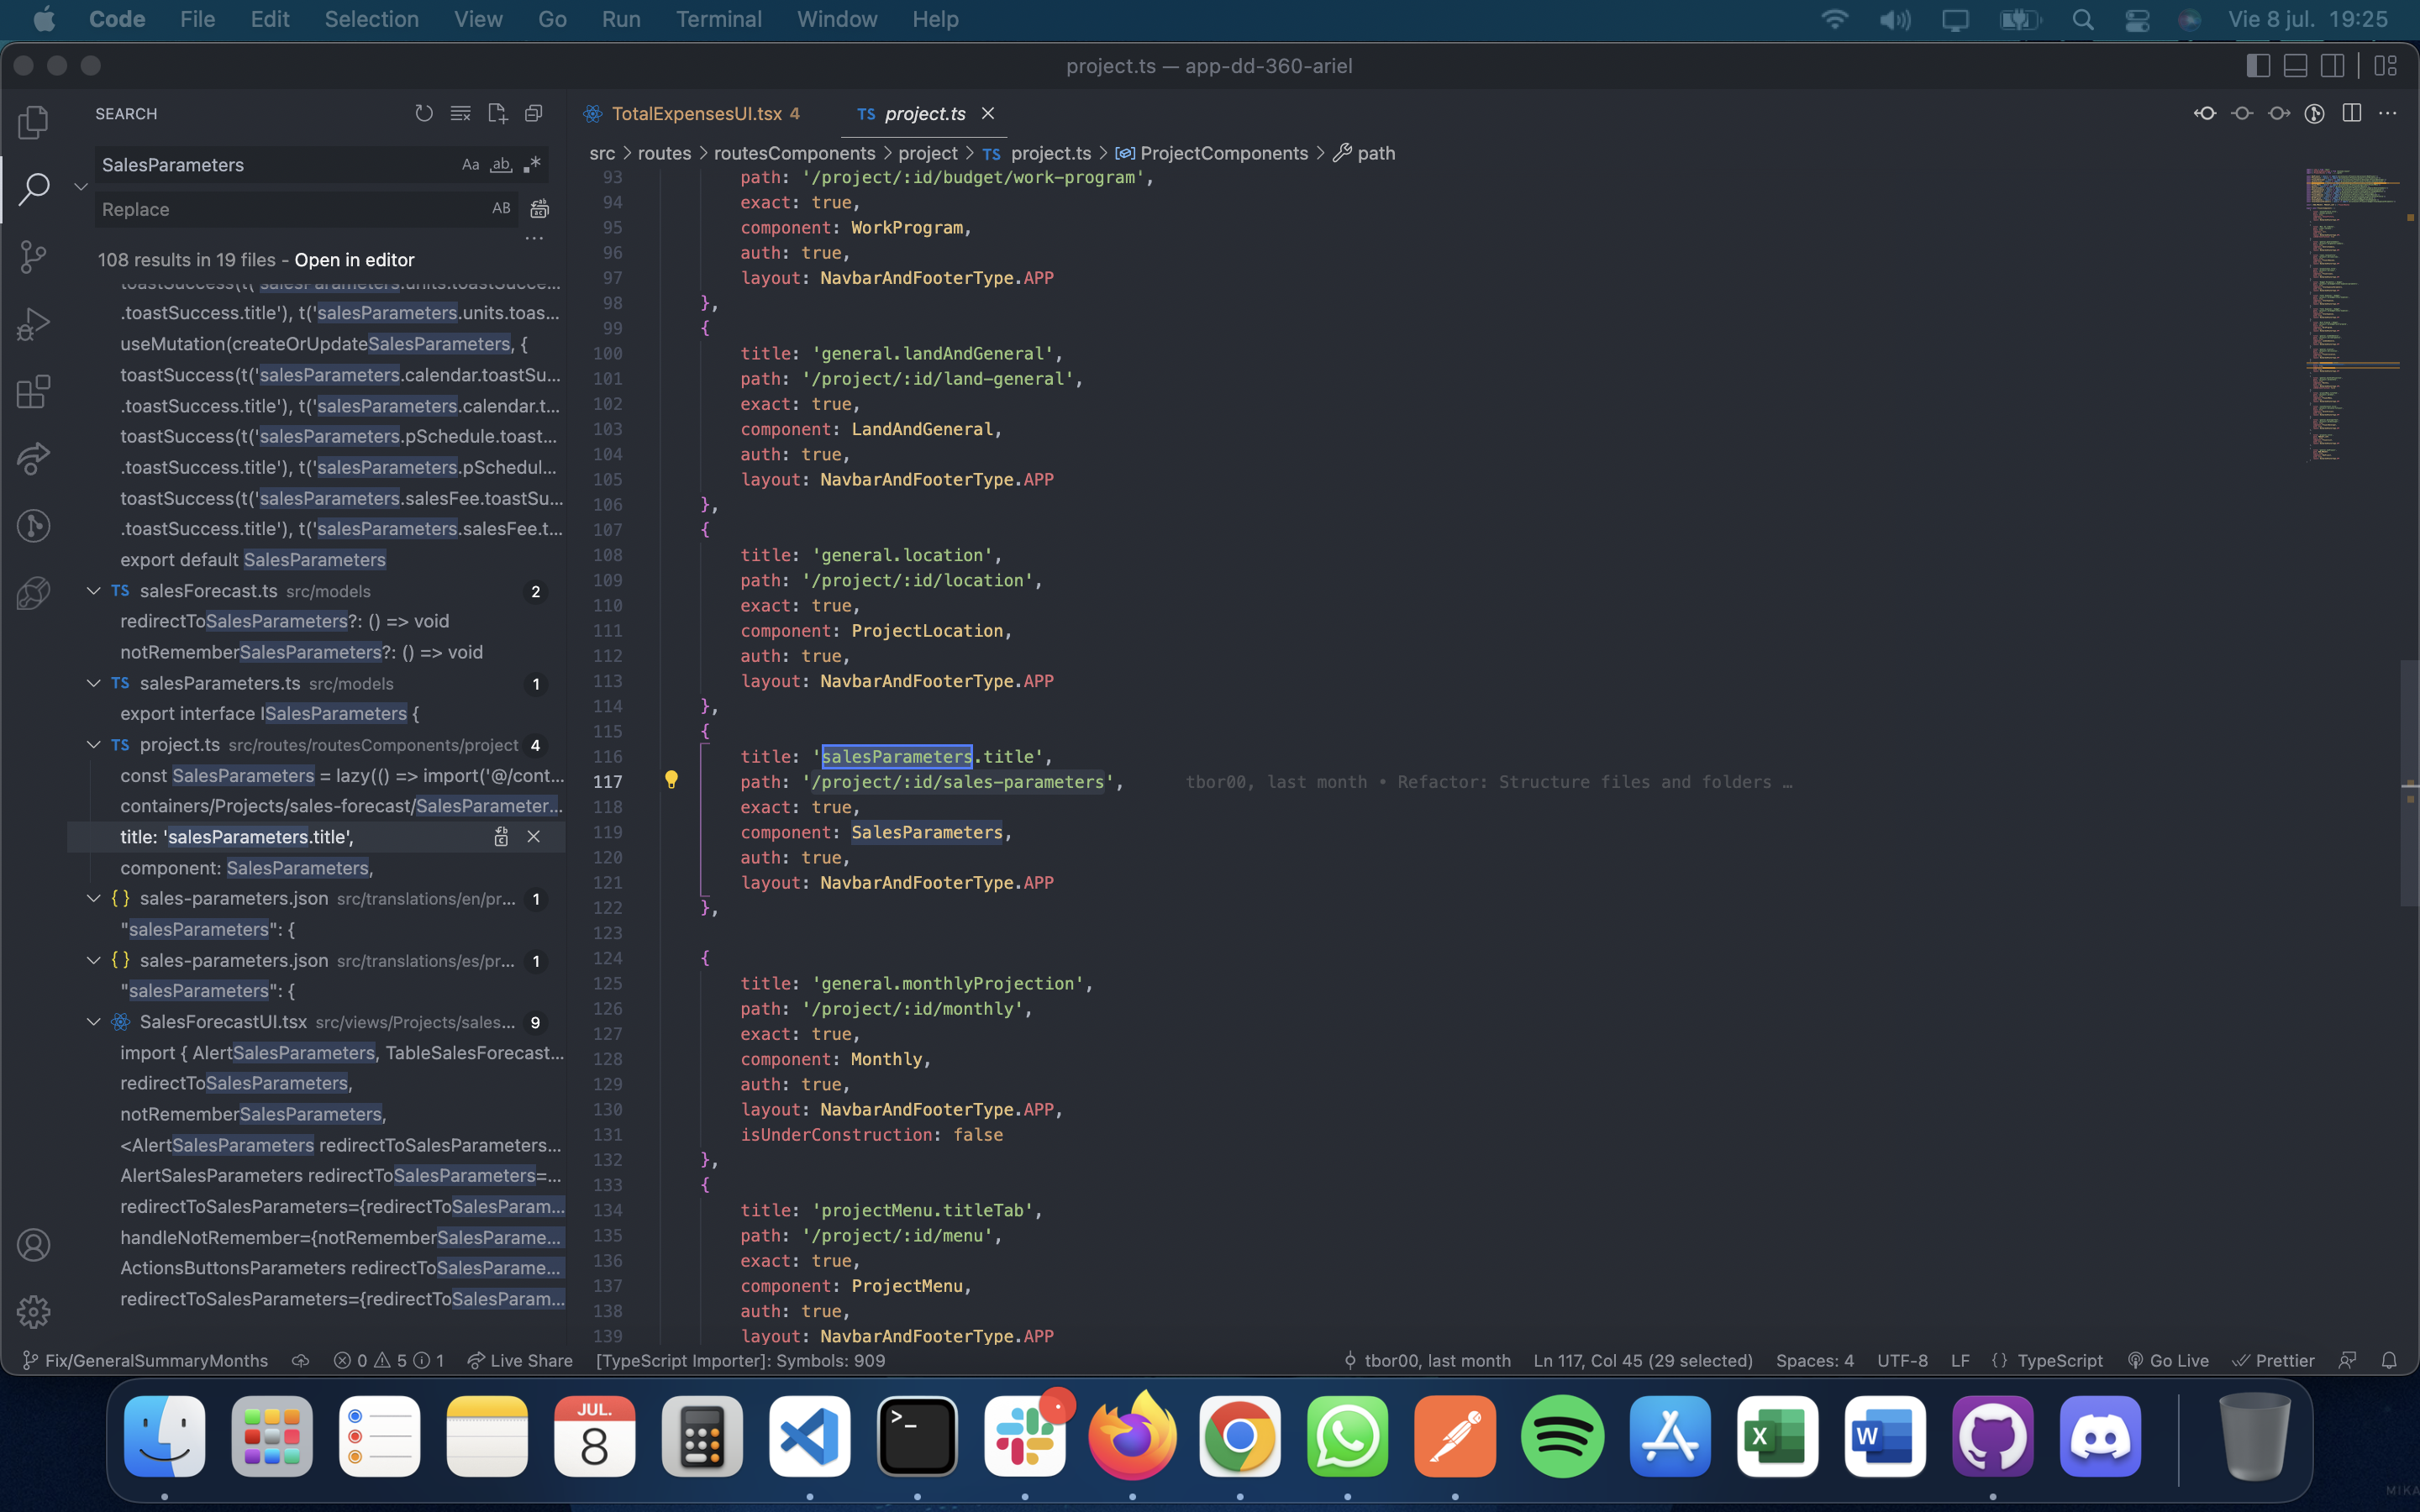 Code File Edit Selection View Go Run Terminal Window Help
Vie 8 jul. 19:25
project.ts — app-dd-360-ariel
SEARCH
SalesParameters
Aa ab .*
Replace
AB
...
108 results in 19 files - Open in editor
toastSuccess(t('salesParameters.units.toastSucce...
.toastSuccess.title'), t('salesParameters.units.toas...
useMutation(createOrUpdateSalesParameters, {
toastSuccess(t('salesParameters.calendar.toastSu...
.toastSuccess.title'), t('salesParameters.calendar.t...
toastSuccess(t('salesParameters.pSchedule.toast...
.toastSuccess.title'), t('salesParameters.pSchedul...
toastSuccess(t('salesParameters.salesFee.toastSu...
.toastSuccess.title'), t('salesParameters.salesFee.t...
export default SalesParameters
TS salesForecast.ts src/models 2
redirectToSalesParameters?: () => void
notRememberSalesParameters?: () => void
TS salesParameters.ts src/models 1
export interface ISalesParameters {
TS project.ts src/routes/routesComponents/project 4
const SalesParameters = lazy(() => import('@/cont...
containers/Projects/sales-forecast/SalesParameter...
title: 'salesParameters.title',
component: SalesParameters,
{} sales-parameters.json src/translations/en/pr... 1
"salesParameters": {
{} sales-parameters.json src/translations/es/pr... 1
"salesParameters": {
SalesForecastUI.tsx src/views/Projects/sales... 9
import { AlertSalesParameters, TableSalesForecast...
redirectToSalesParameters,
notRememberSalesParameters,
<AlertSalesParameters redirectToSalesParameters...
AlertSalesParameters redirectToSalesParameters=...
redirectToSalesParameters={redirectToSalesParam...
handleNotRemember={notRememberSalesParame...
ActionsButtonsParameters redirectToSalesParame...
redirectToSalesParameters={redirectToSalesParam...
TotalExpensesUI.tsx 4
TS project.ts
src > routes > routesComponents > project > TS project.ts > ProjectComponents > path
93 path: '/project/:id/budget/work-program',
94 exact: true,
95 component: WorkProgram,
96 auth: true,
97 layout: NavbarAndFooterType.APP
98 },
99 {
100 title: 'general.landAndGeneral',
101 path: '/project/:id/land-general',
102 exact: true,
103 component: LandAndGeneral,
104 auth: true,
105 layout: NavbarAndFooterType.APP
106 },
107 {
108 title: 'general.location',
109 path: '/project/:id/location',
110 exact: true,
111 component: ProjectLocation,
112 auth: true,
113 layout: NavbarAndFooterType.APP
114 },
115 {
116 title: 'salesParameters.title',
117 path: '/project/:id/sales-parameters', tbor00, last month • Refactor: Structure files and folders …
118 exact: true,
119 component: SalesParameters,
120 auth: true,
121 layout: NavbarAndFooterType.APP
122 },
123
124 {
125 title: 'general.monthlyProjection',
126 path: '/project/:id/monthly',
127 exact: true,
128 component: Monthly,
129 auth: true,
130 layout: NavbarAndFooterType.APP,
131 isUnderConstruction: false
132 },
133 {
134 title: 'projectMenu.titleTab',
135 path: '/project/:id/menu',
136 exact: true,
137 component: ProjectMenu,
138 auth: true,
139 layout: NavbarAndFooterType.APP
Fix/GeneralSummaryMonths 0 5 1 Live Share [TypeScript Importer]: Symbols: 909
tbor00, last month Ln 117, Col 45 (29 selected) Spaces: 4 UTF-8 LF {} TypeScript Go Live Prettier
JUL.
8
>_
X
W
MIKA